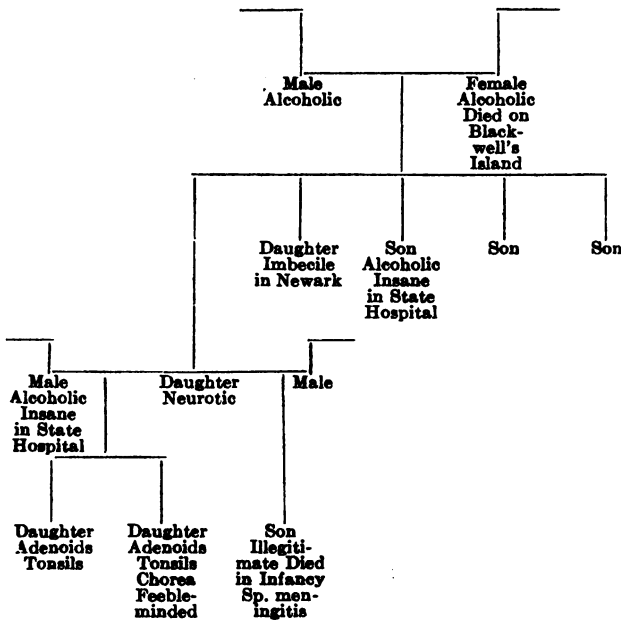 Male
Alcoholic
Female
Alcoholic
Died on
Black-
well's
Island
Daughter
Imbecile
in Newark
Son
Alcoholic
Insane
in State
Hospital
Son
Son
Male
Alcoholic
Insane
in State
Hospital
Daughter
Neurotic
Male
Daughter
Adenoids
Tonsils
Daughter
Adenoids
Tonsils
Chorea
Feeble-
minded
Son
Illegiti-
mate Died
in Infancy
Sp. men-
ingitis